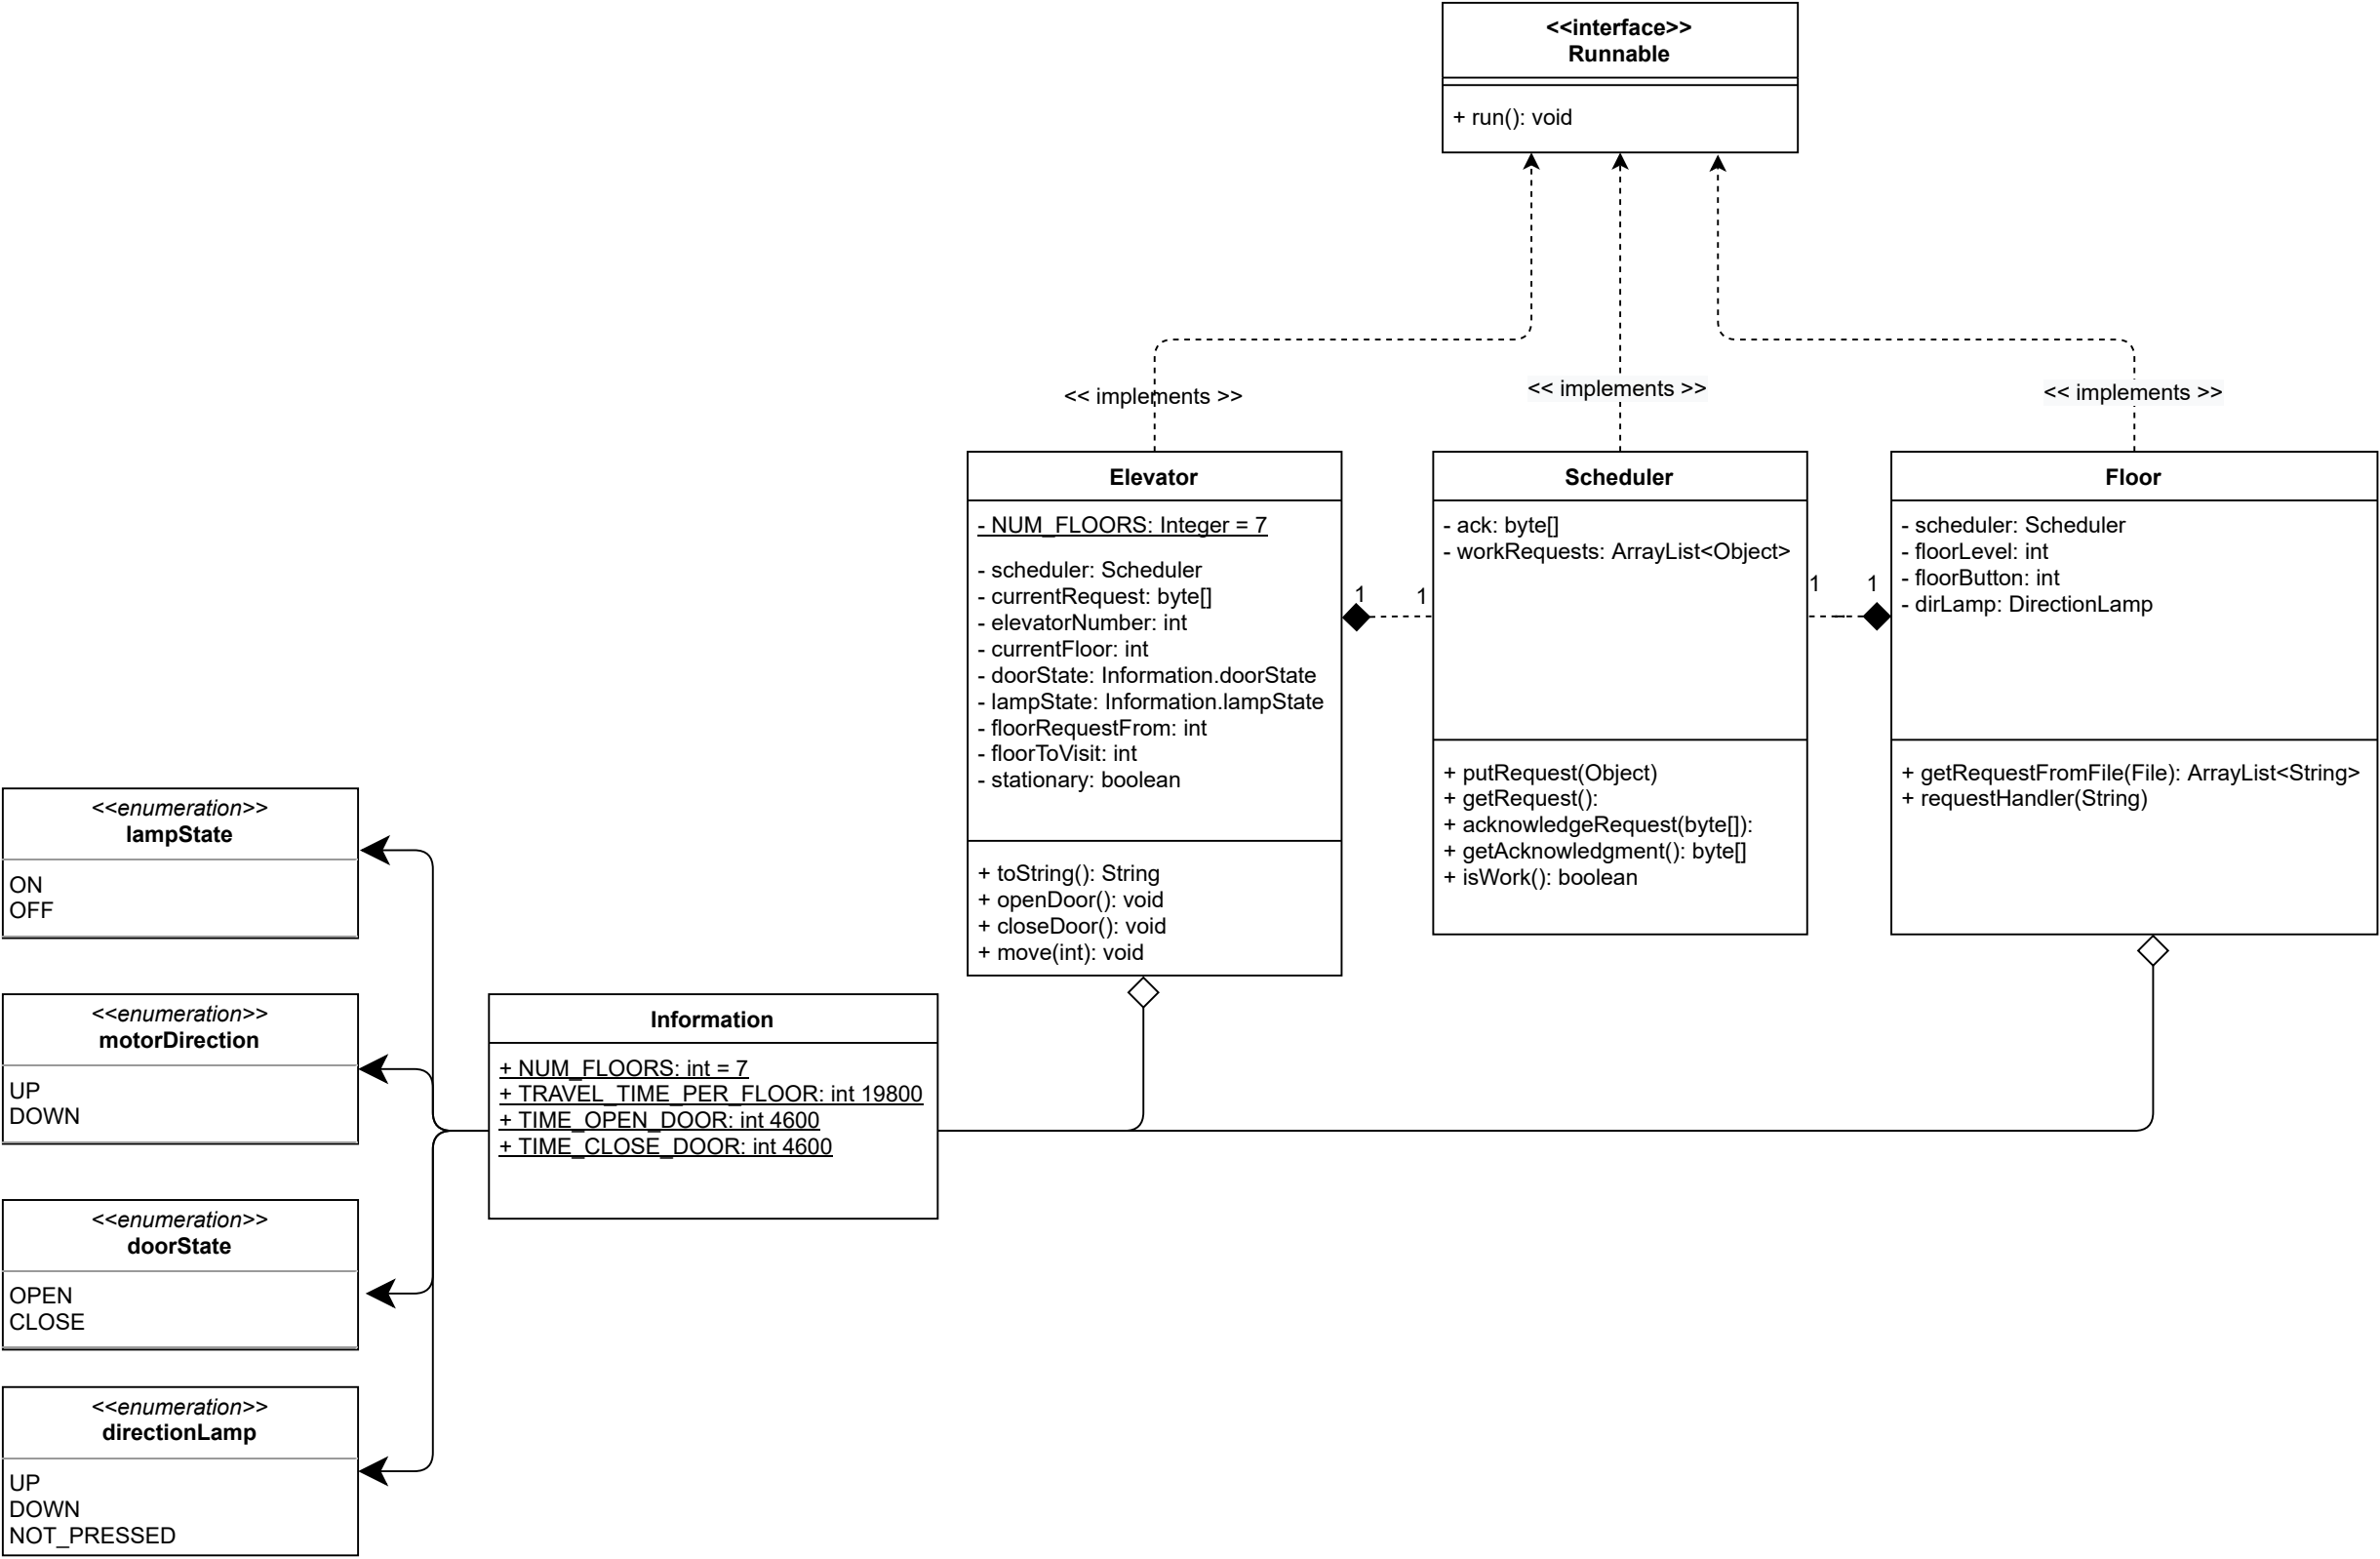 <<interface>>
Runnable
+ run(): void
<< implements >>
<< implements >>
<< implements >>
Elevator
- NUM_FLOORS: Integer = 7
- scheduler: Scheduler
- currentRequest: byte[]
- elevatorNumber: int
- currentFloor: int
- doorState: Information.doorState
- lampState: Information.lampState
- floorRequestFrom: int
- floorToVisit: int
- stationary: boolean
+ toString(): String
+ openDoor(): void
+ closeDoor(): void
+ move(int): void
1
1
Scheduler
- ack: byte[]
- workRequests: ArrayList<Object>
+ putRequest(Object)
+ getRequest():
+ acknowledgeRequest(byte[]):
+ getAcknowledgment(): byte[]
+ isWork(): boolean
1
1
Floor
- scheduler: Scheduler
- floorLevel: int
- floorButton: int
- dirLamp: DirectionLamp
+ getRequestFromFile(File): ArrayList<String>
+ requestHandler(String)
<<enumeration>>
lampState
ON
OFF
<<enumeration>>
motorDirection
UP
DOWN
<<enumeration>>
doorState
OPEN
CLOSE
<<enumeration>>
directionLamp
UP
DOWN
NOT_PRESSED
Information
+ NUM_FLOORS: int = 7
+ TRAVEL_TIME_PER_FLOOR: int 19800
+ TIME_OPEN_DOOR: int 4600
+ TIME_CLOSE_DOOR: int 4600